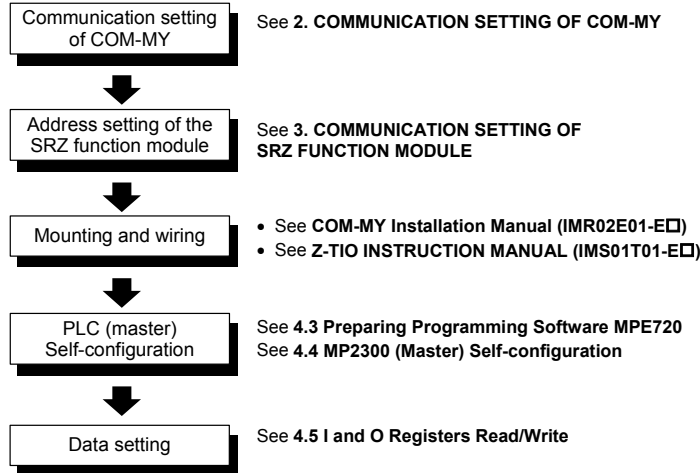 Communication setting
of COM-MY
See 2. COMMUNICATION SETTING OF COM-MY
Address setting of the
SRZ function module
See 3. COMMUNICATION SETTING OF
SRZ FUNCTION MODULE
Mounting and wiring
• See COM-MY Installation Manual (IMR02E01-E□)
• See Z-TIO INSTRUCTION MANUAL (IMS01T01-E□)
PLC (master)
Self-configuration
See 4.3 Preparing Programming Software MPE720
See 4.4 MP2300 (Master) Self-configuration
Data setting
See 4.5 I and O Registers Read/Write